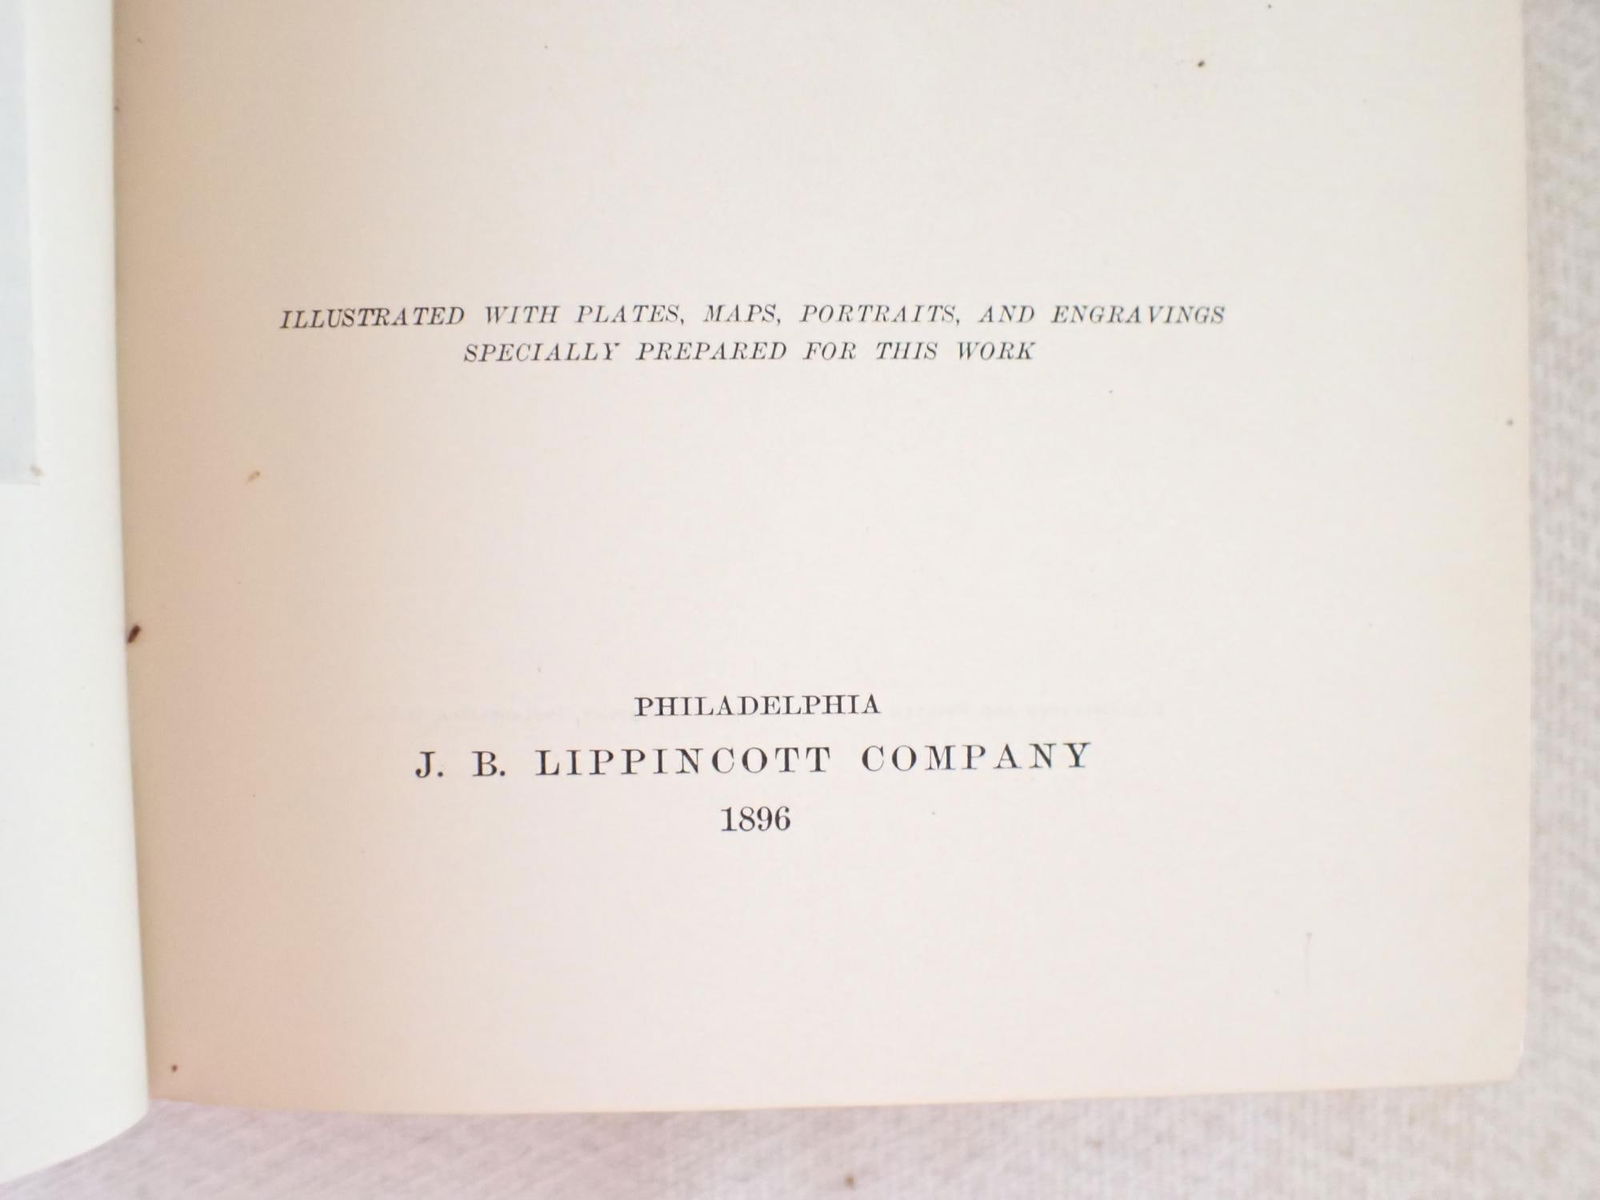 ILLUSTRATED WITH PLATES, MAPS, PORTRAITS, AND ENGRAVINGS
SPECIALLY PREPARED FOR THIS WORK
PHILADELPHIA
J. B. LIPPINCOTT COMPANY
1896